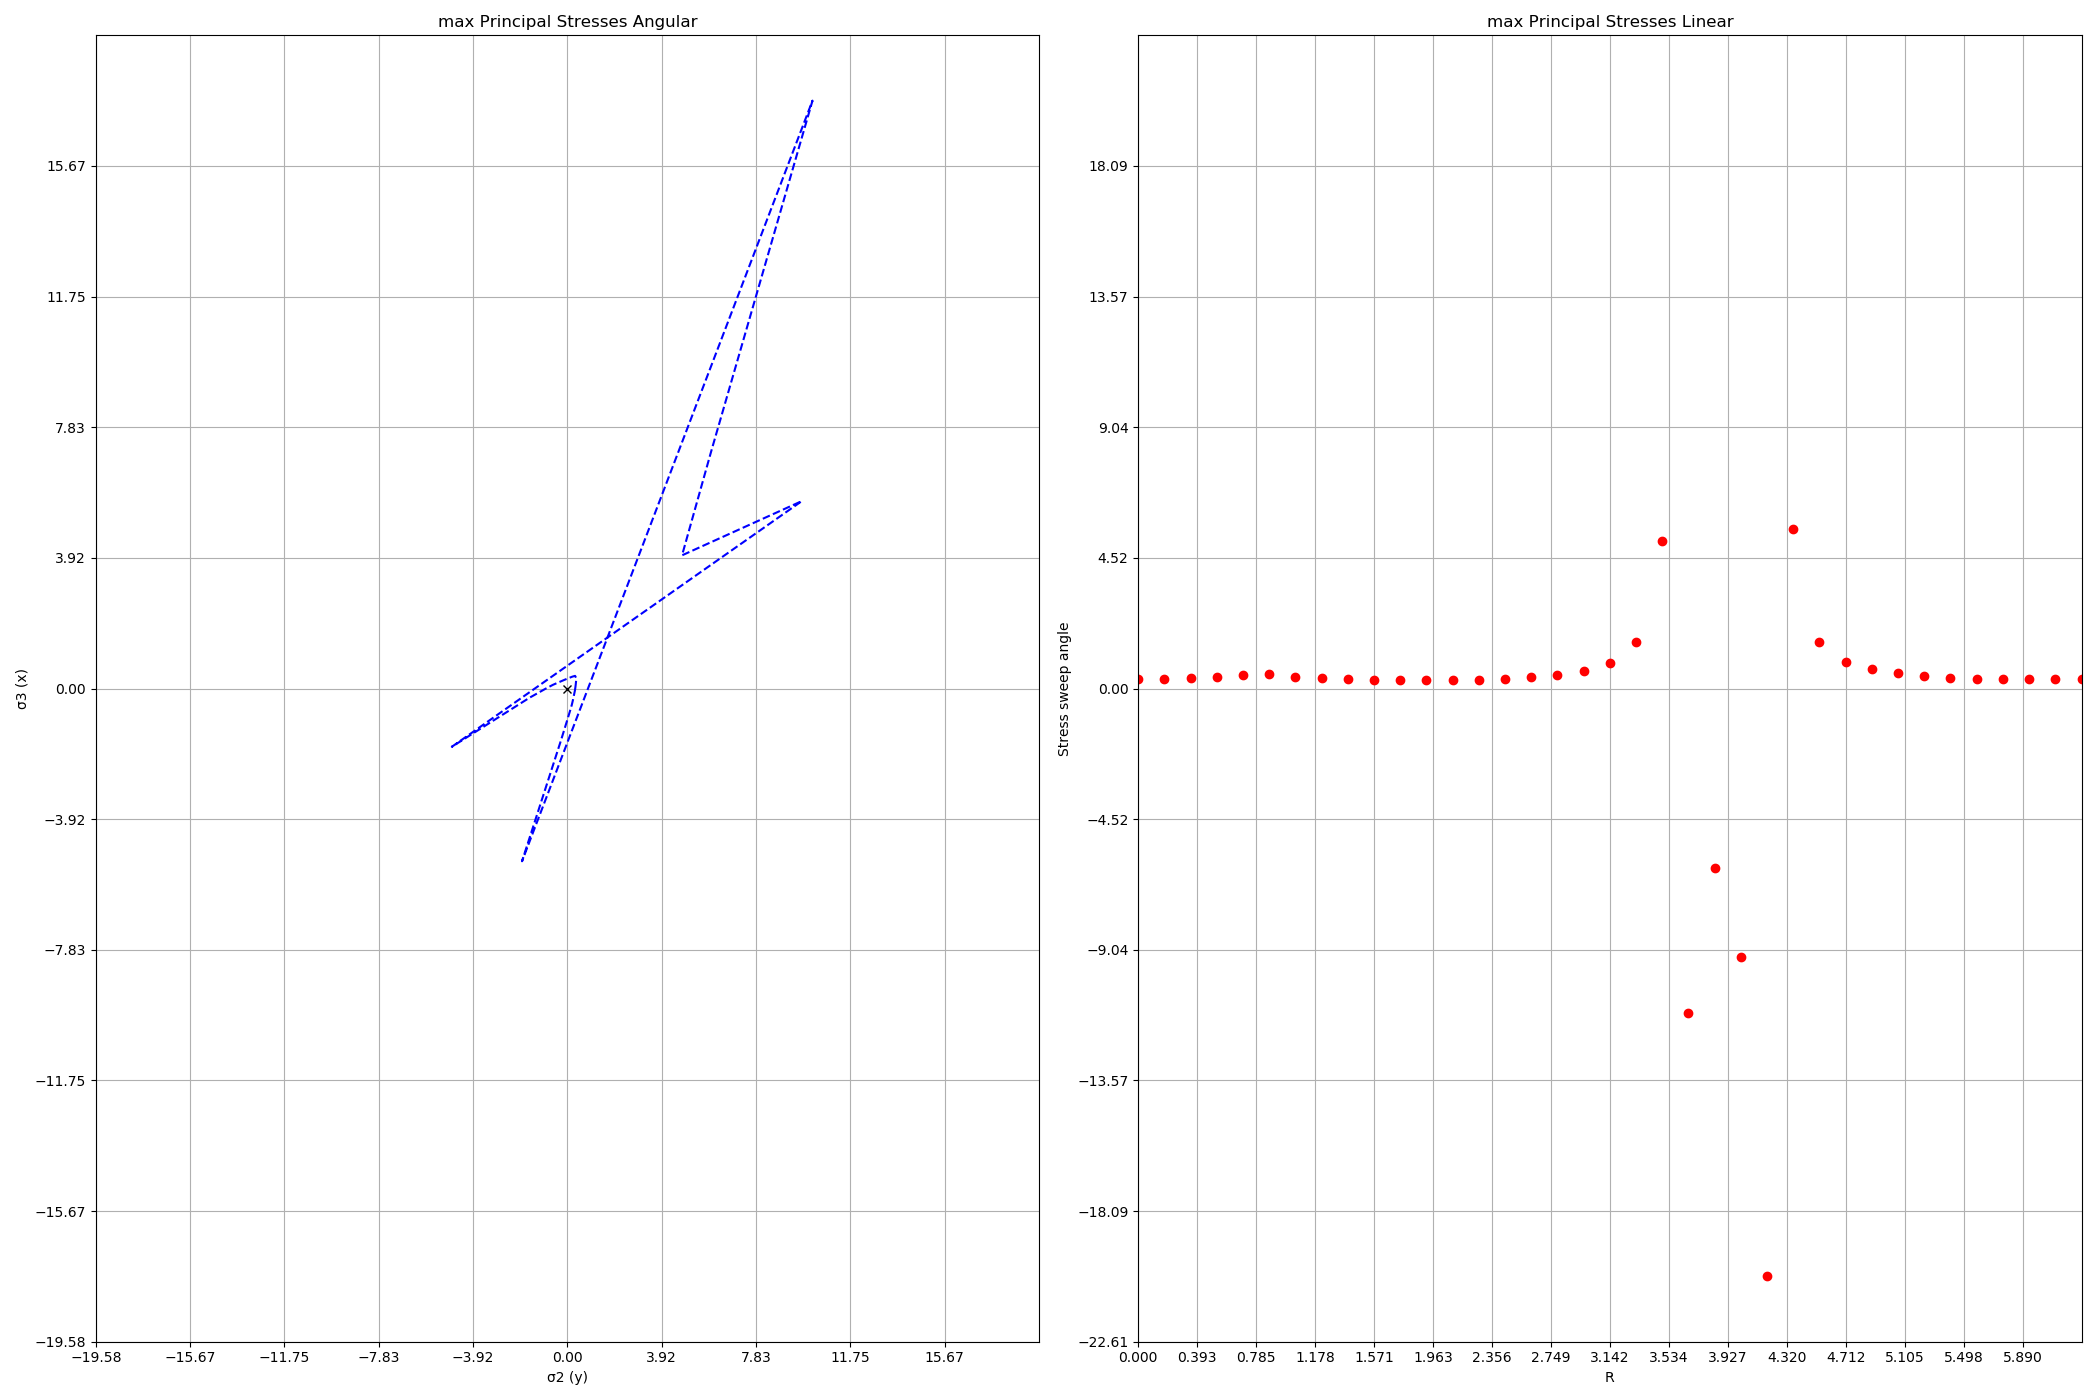 max Principal Stresses Angular
15.67
11.75
7.83
3.92
0.00
−3.92
−7.83
−11.75
−15.67
−19.58
σ3 (x)
−19.58 −15.67 −11.75 −7.83 −3.92 0.00 3.92 7.83 11.75 15.67
σ2 (y)
max Principal Stresses Linear
18.09
13.57
9.04
4.52
0.00
−4.52
−9.04
−13.57
−18.09
−22.61
Stress sweep angle
0.000 0.393 0.785 1.178 1.571 1.963 2.356 2.749 3.142 3.534 3.927 4.320 4.712 5.105 5.498 5.890
R